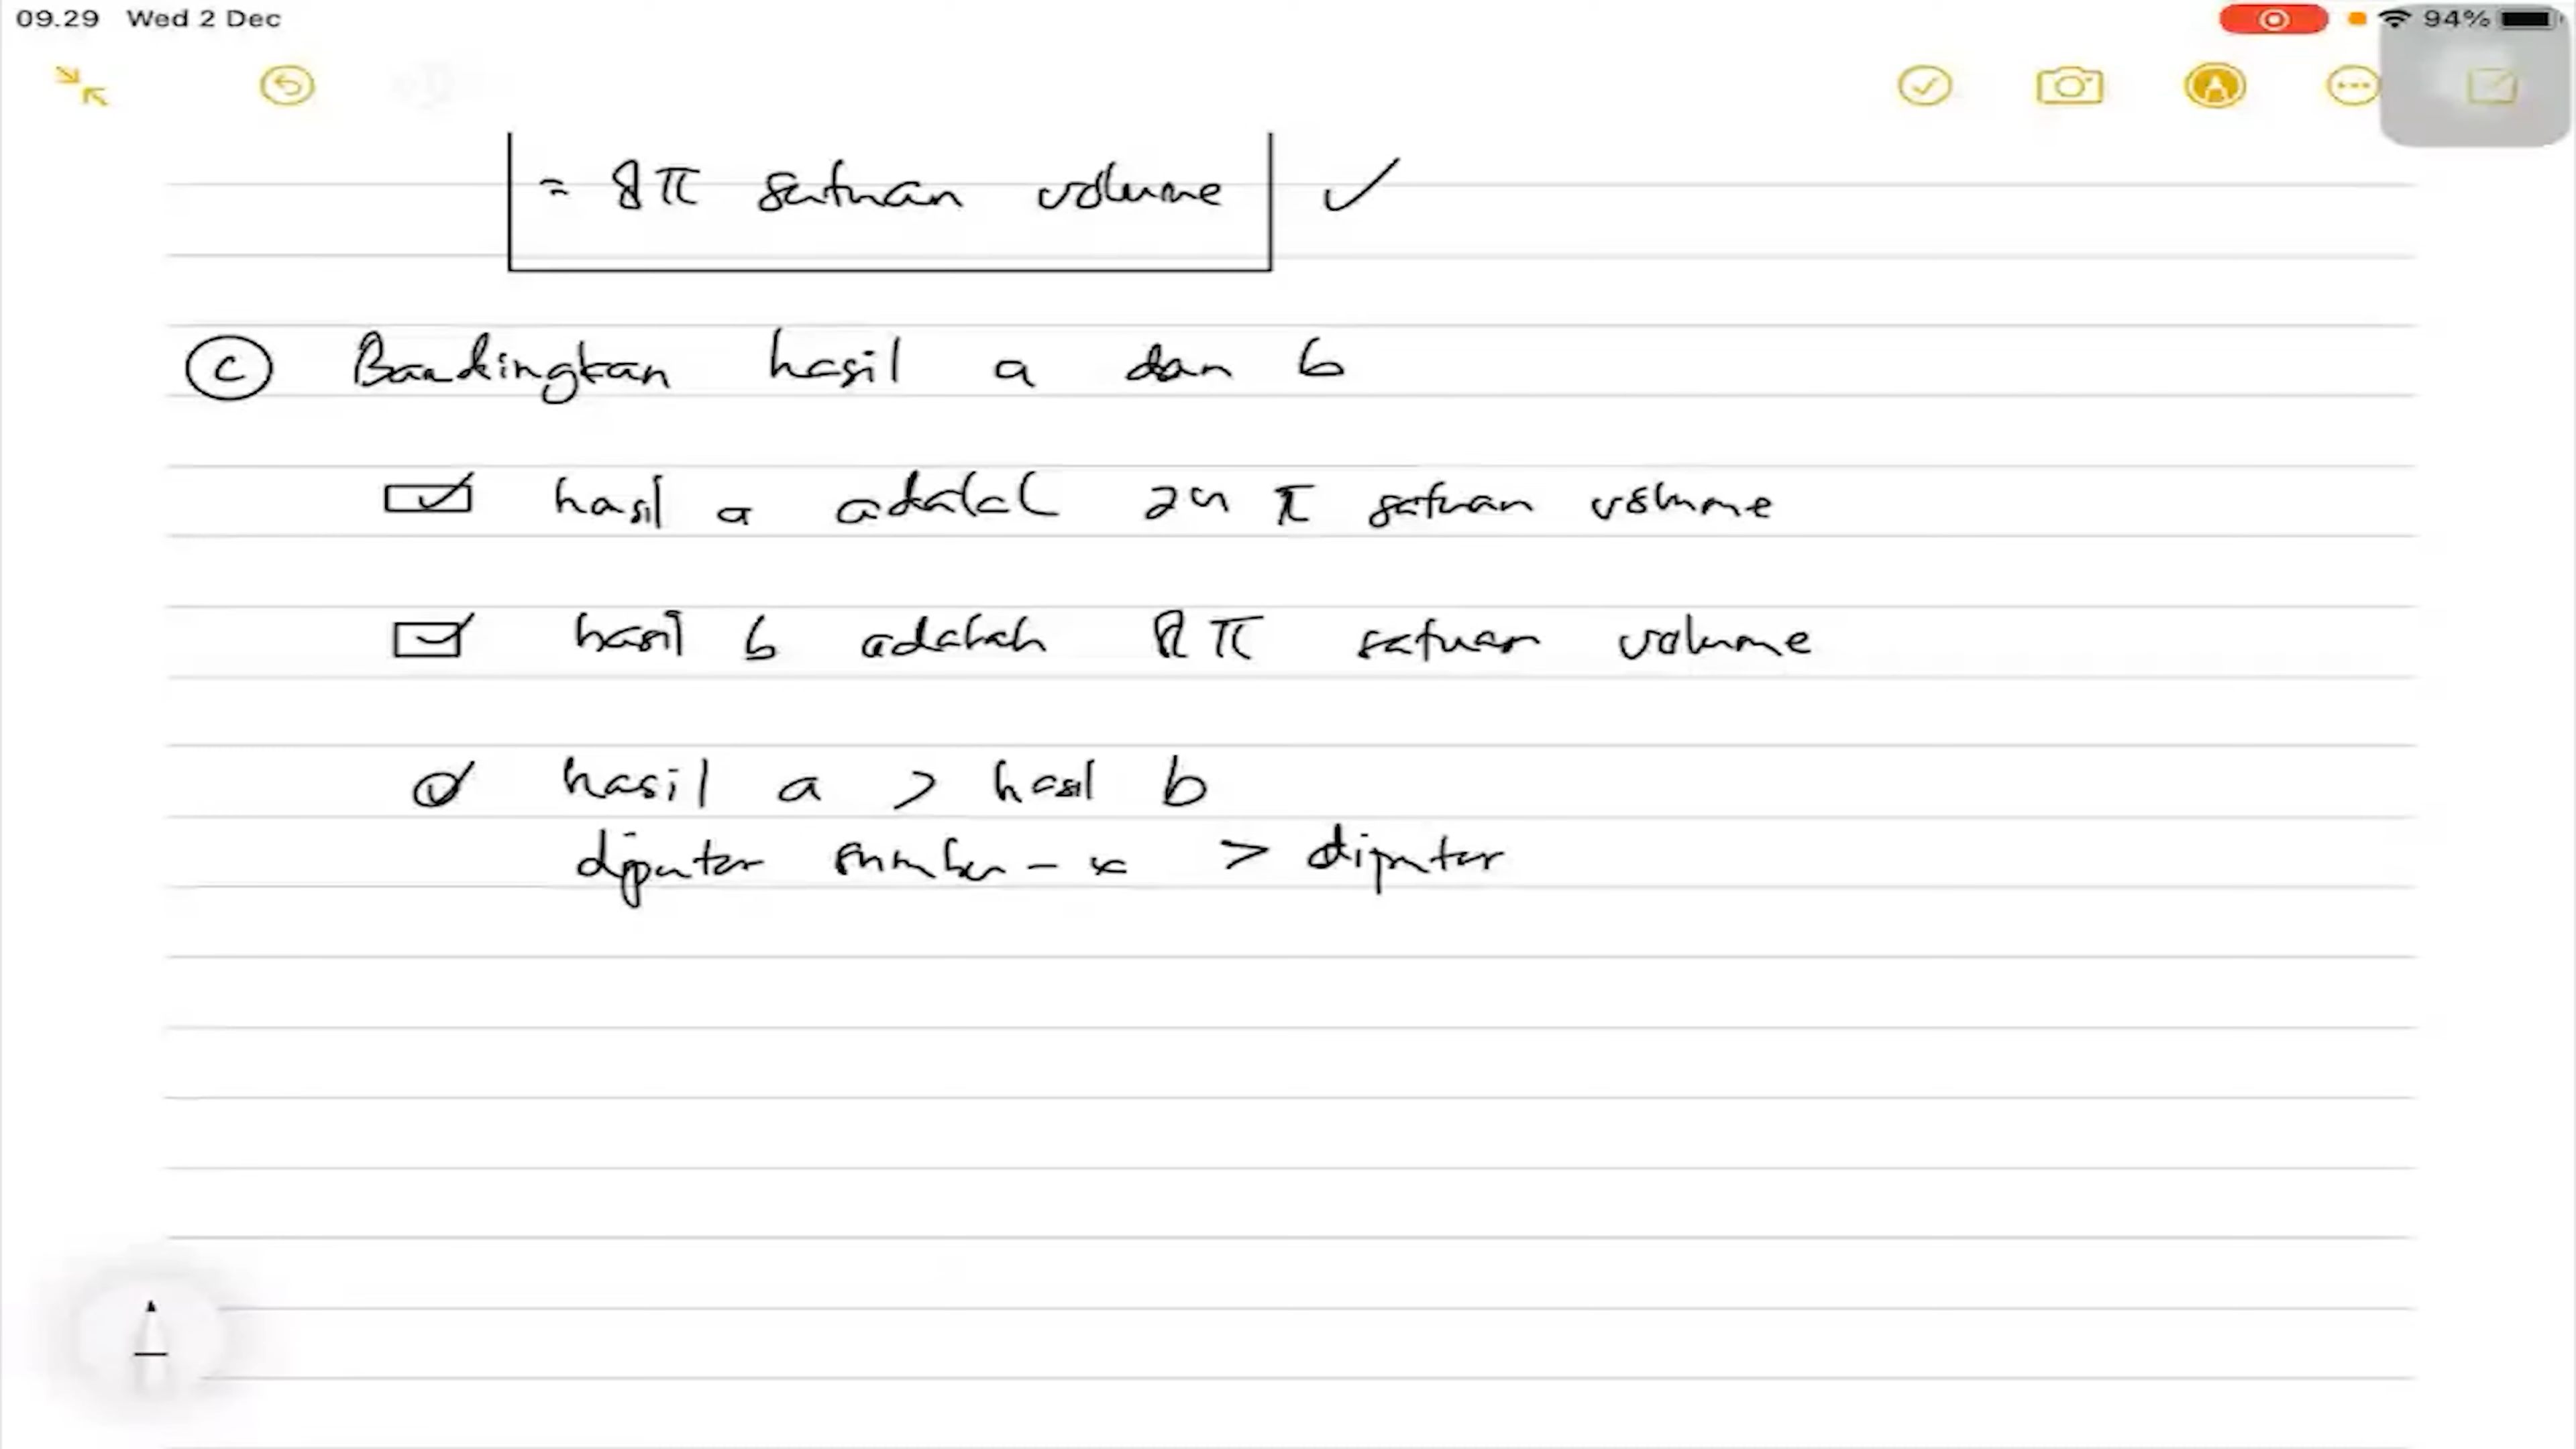 09.29 Wed 2 Dec 94%
= 8π satuan volume ✓
c Bandingkan hasil a dan b
hasil a adalah 24 π satuan volume
hasil b adalah 8π satuan volume
hasil a > hasil b
diputar sumbu-x > diputar